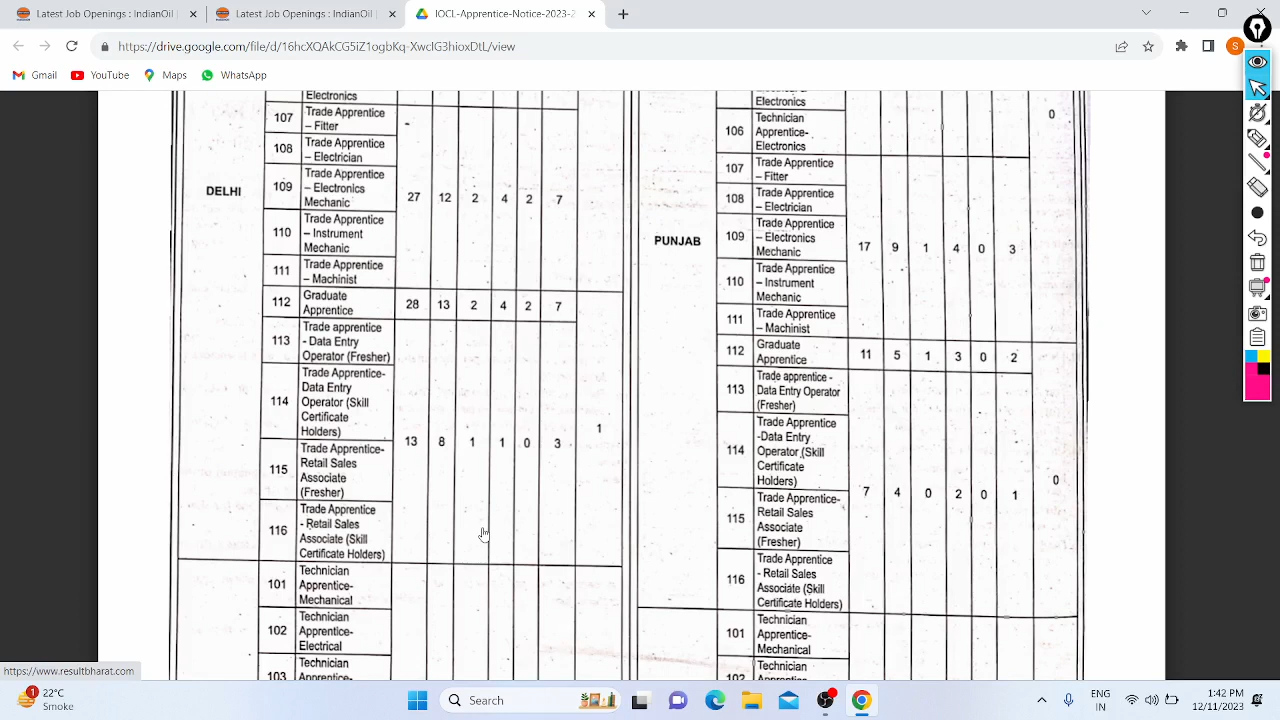 Latest Job Openings : IndianOil
Latest Job Openings : IndianOil
IOCL-Apprentice-Notice-2023-2
Gmail
YouTube
Maps
WhatsApp
DELHI
Electronics
107
Trade Apprentice
– Fitter
108
Trade Apprentice
– Electrician
109
Trade Apprentice
– Electronics
Mechanic
27 12 2 4 2 7
110
Trade Apprentice
– Instrument
Mechanic
111
Trade Apprentice
– Machinist
112
Graduate
Apprentice
28 13 2 4 2 7
113
Trade apprentice
- Data Entry
Operator (Fresher)
114
Trade Apprentice-
Data Entry
Operator (Skill
Certificate
Holders)
13 8 1 1 0 3 1
115
Trade Apprentice-
Retail Sales
Associate
(Fresher)
116
Trade Apprentice
- Retail Sales
Associate (Skill
Certificate Holders)
101
Technician
Apprentice-
Mechanical
102
Technician
Apprentice-
Electrical
103
Technician
PUNJAB
Electronics
0
106
Technician
Apprentice-
Electronics
107
Trade Apprentice
– Fitter
108
Trade Apprentice
– Electrician
109
Trade Apprentice
– Electronics
Mechanic
17 9 1 4 0 3
110
Trade Apprentice
– Instrument
Mechanic
111
Trade Apprentice
– Machinist
112
Graduate
Apprentice
11 5 1 3 0 2
113
Trade apprentice -
Data Entry Operator
(Fresher)
114
Trade Apprentice
-Data Entry
Operator (Skill
Certificate
Holders)
7 4 0 2 0 1 0
115
Trade Apprentice-
Retail Sales
Associate
(Fresher)
116
Trade Apprentice
- Retail Sales
Associate (Skill
Certificate Holders)
101
Technician
Apprentice-
Mechanical
Technician
https://www.resultbharst.com
22°C
Smoke
Search
ENG
IN
1:42 PM
12/11/2023